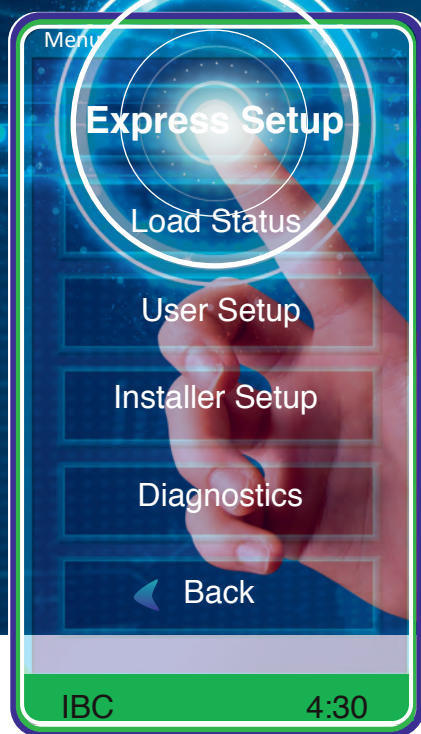 Menu
Express Setup
Load Status
User Setup
Installer Setup
Diagnostics
Back
IBC 4:30